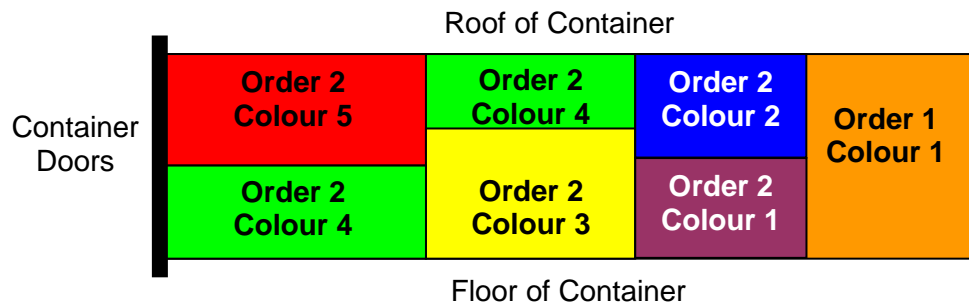 Roof of Container
Container
Doors
Order 2
Colour 5
Order 2
Colour 4
Order 2
Colour 2
Order 1
Colour 1
Order 2
Colour 4
Order 2
Colour 3
Order 2
Colour 1
Floor of Container